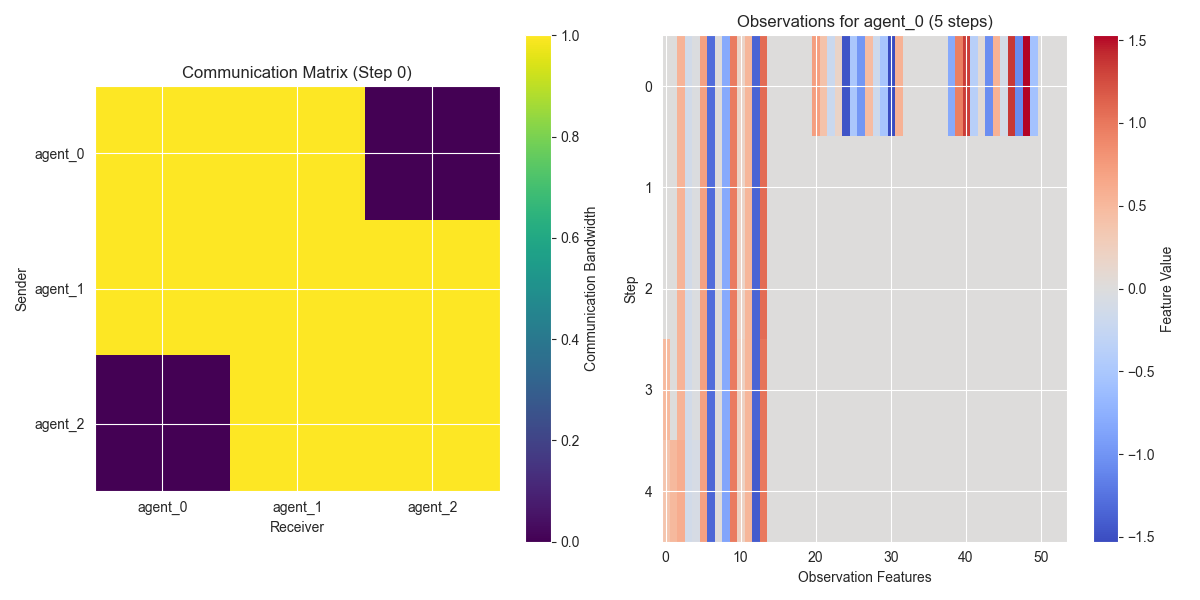 Communication Matrix (Step 0)
agent_0
agent_1
agent_2
Sender
agent_0
agent_1
agent_2
Receiver
1.0
0.8
0.6
0.4
0.2
0.0
Communication Bandwidth
Observations for agent_0 (5 steps)
0
1
2
3
4
Step
0
10
20
30
40
50
Observation Features
1.5
1.0
0.5
0.0
−0.5
−1.0
−1.5
Feature Value